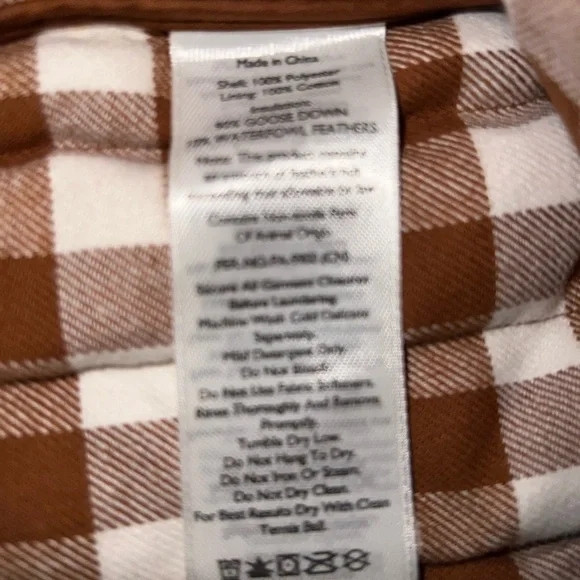 Made in China
Shell: 100% Polyester
Lining: 100% Cotton
Insulation:
GOOSE DOWN
WATERFOWL FEATHERS
Note: This product
Contains Non-textile Parts
Of Animal Origin
Secure All Garment Closures
Before Laundering
Machine Wash Cold Delicate
Separately.
Mild Detergent Only.
Do Not Bleach.
Do Not Use Fabric Softeners.
Rinse Thoroughly And Remove
Promptly.
Tumble Dry Low.
Do Not Hang To Dry.
Do Not Iron Or Steam.
Do Not Dry Clean.
For Best Results Dry With Clean
Tennis Ball.